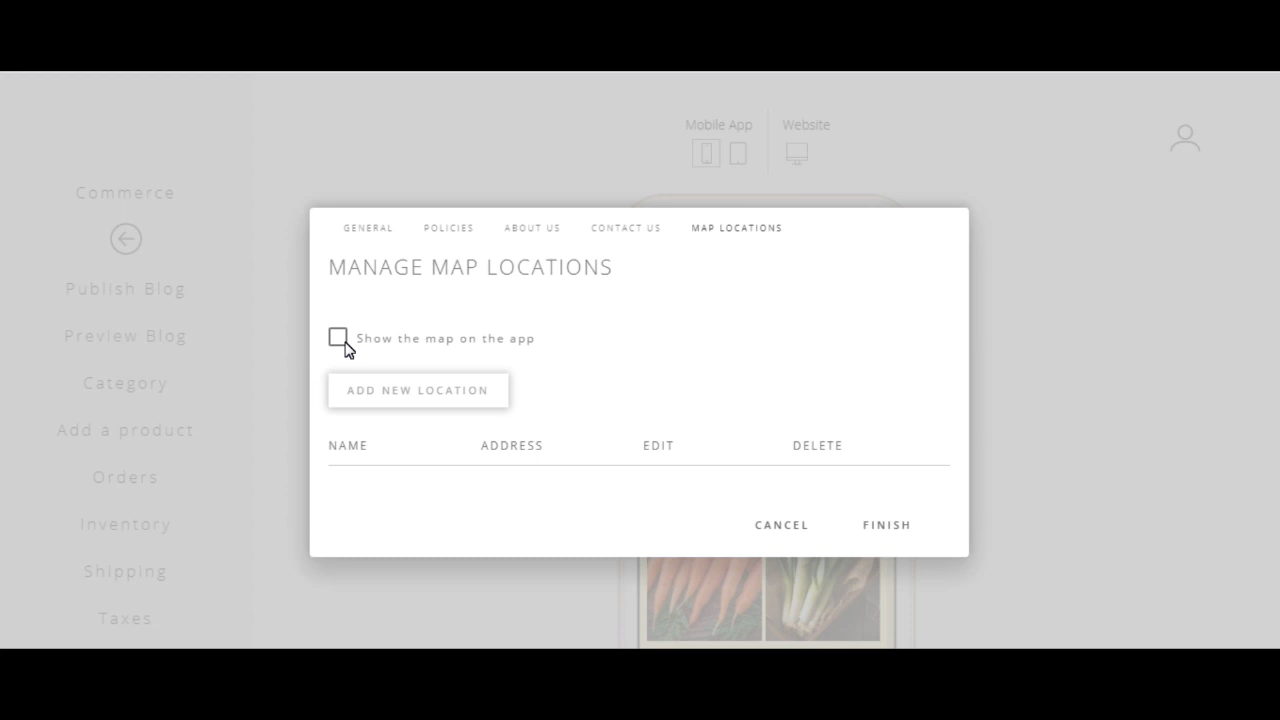 Mobile App
Website
Commerce
Publish Blog
Preview Blog
Category
Add a product
Orders
Inventory
Shipping
Taxes
GENERAL
POLICIES
ABOUT US
CONTACT US
MAP LOCATIONS
MANAGE MAP LOCATIONS
Show the map on the app
ADD NEW LOCATION
NAME
ADDRESS
EDIT
DELETE
CANCEL
FINISH